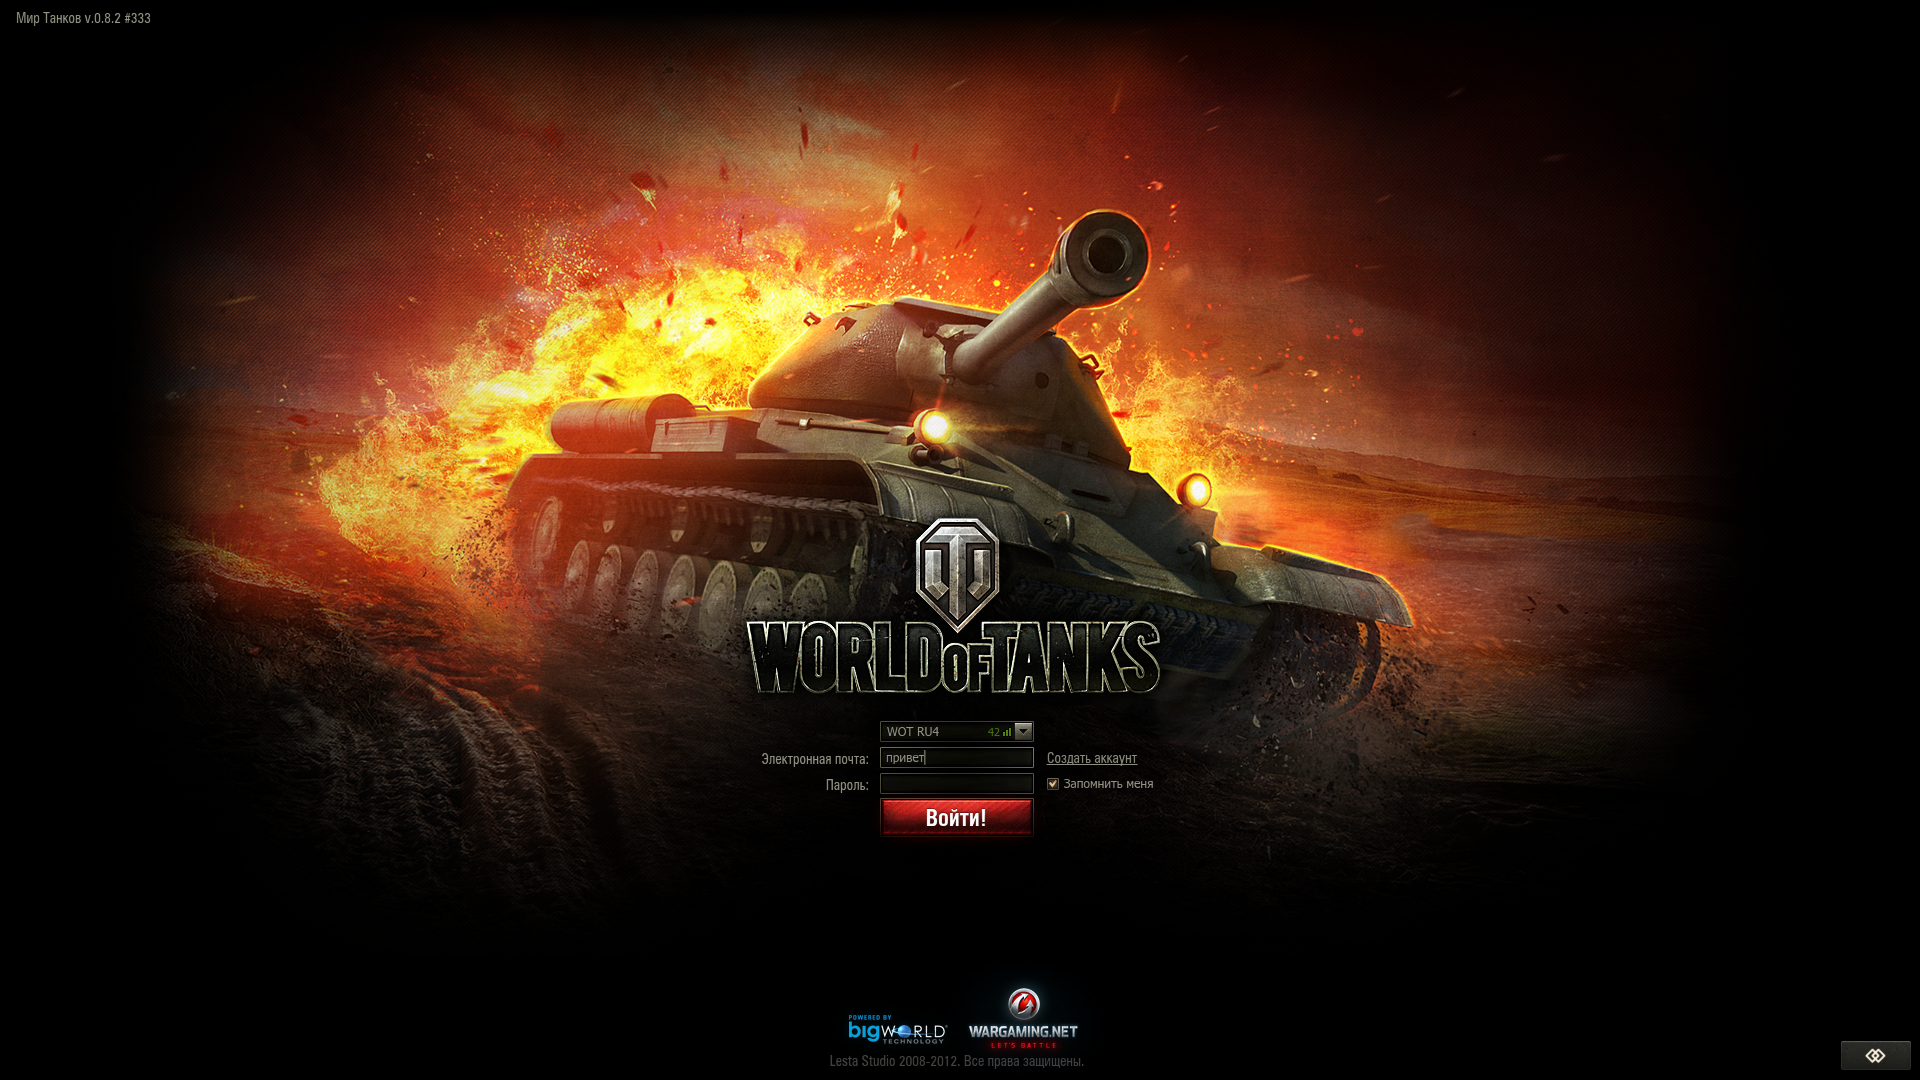 Мир Танков v.0.8.2 #333
WORLD OF TANKS
WOT RU4 42
Электронная почта: привет Создать аккаунт
Пароль: Запомнить меня
Войти!
POWERED BY
bigWORLD
TECHNOLOGY
WARGAMING.NET
LET'S BATTLE
Lesta Studio 2008-2012. Все права защищены.